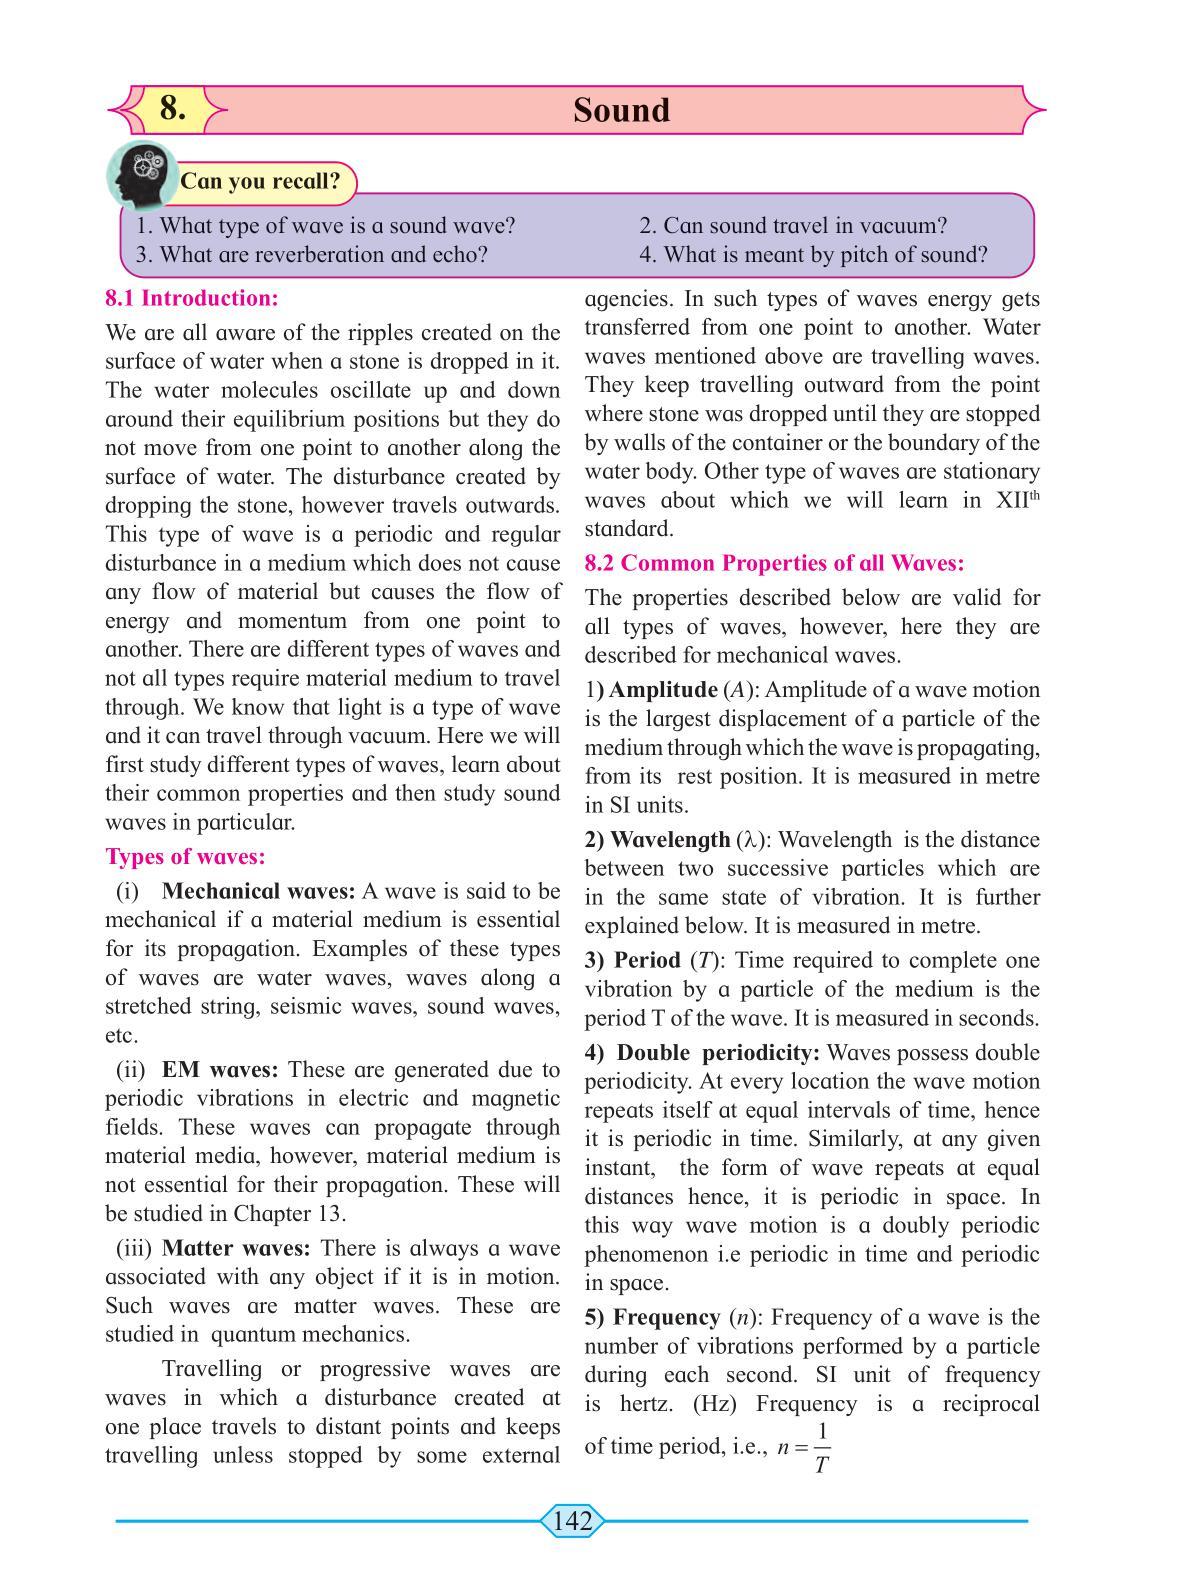 8.
Sound
Can you recall?
1. What type of wave is a sound wave?
2. Can sound travel in vacuum?
3. What are reverberation and echo?
4. What is meant by pitch of sound?
8.1 Introduction:
We are all aware of the ripples created on the
surface of water when a stone is dropped in it.
The water molecules oscillate up and down
around their equilibrium positions but they do
not move from one point to another along the
surface of water. The disturbance created by
dropping the stone, however travels outwards.
This type of wave is a periodic and regular
disturbance in a medium which does not cause
any flow of material but causes the flow of
energy and momentum from one point to
another. There are different types of waves and
not all types require material medium to travel
through. We know that light is a type of wave
and it can travel through vacuum. Here we will
first study different types of waves, learn about
their common properties and then study sound
waves in particular.
Types of waves:
(i) Mechanical waves: A wave is said to be
mechanical if a material medium is essential
for its propagation. Examples of these types
of waves are water waves, waves along a
stretched string, seismic waves, sound waves,
etc.
(ii) EM waves: These are generated due to
periodic vibrations in electric and magnetic
fields. These waves can propagate through
material media, however, material medium is
not essential for their propagation. These will
be studied in Chapter 13.
(iii) Matter waves: There is always a wave
associated with any object if it is in motion.
Such waves are matter waves. These are
studied in quantum mechanics.
Travelling or progressive waves are
waves in which a disturbance created at
one place travels to distant points and keeps
travelling unless stopped by some external
agencies. In such types of waves energy gets
transferred from one point to another. Water
waves mentioned above are travelling waves.
They keep travelling outward from the point
where stone was dropped until they are stopped
by walls of the container or the boundary of the
water body. Other type of waves are stationary
waves about which we will learn in XIIth
standard.
8.2 Common Properties of all Waves:
The properties described below are valid for
all types of waves, however, here they are
described for mechanical waves.
1) Amplitude (A): Amplitude of a wave motion
is the largest displacement of a particle of the
medium through which the wave is propagating,
from its rest position. It is measured in metre
in SI units.
2) Wavelength (λ): Wavelength is the distance
between two successive particles which are
in the same state of vibration. It is further
explained below. It is measured in metre.
3) Period (T): Time required to complete one
vibration by a particle of the medium is the
period T of the wave. It is measured in seconds.
4) Double periodicity: Waves possess double
periodicity. At every location the wave motion
repeats itself at equal intervals of time, hence
it is periodic in time. Similarly, at any given
instant, the form of wave repeats at equal
distances hence, it is periodic in space. In
this way wave motion is a doubly periodic
phenomenon i.e periodic in time and periodic
in space.
5) Frequency (n): Frequency of a wave is the
number of vibrations performed by a particle
during each second. SI unit of frequency
is hertz. (Hz) Frequency is a reciprocal
of time period, i.e., n = 1/T
142